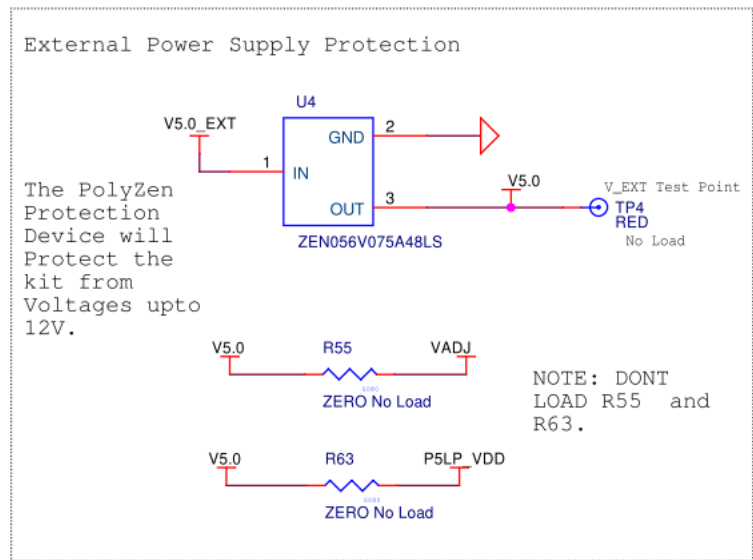 External Power Supply Protection
U4
V5.0_EXT
GND 2
1 IN
V5.0
V_EXT Test Point
The PolyZen
Protection
Device will
Protect the
kit from
Voltages upto
12V.
OUT 3
TP4
RED
No Load
ZEN056V075A48LS
V5.0 R55 VADJ
ZERO No Load
NOTE: DONT
LOAD R55 and
R63.
V5.0 R63 P5LP_VDD
ZERO No Load